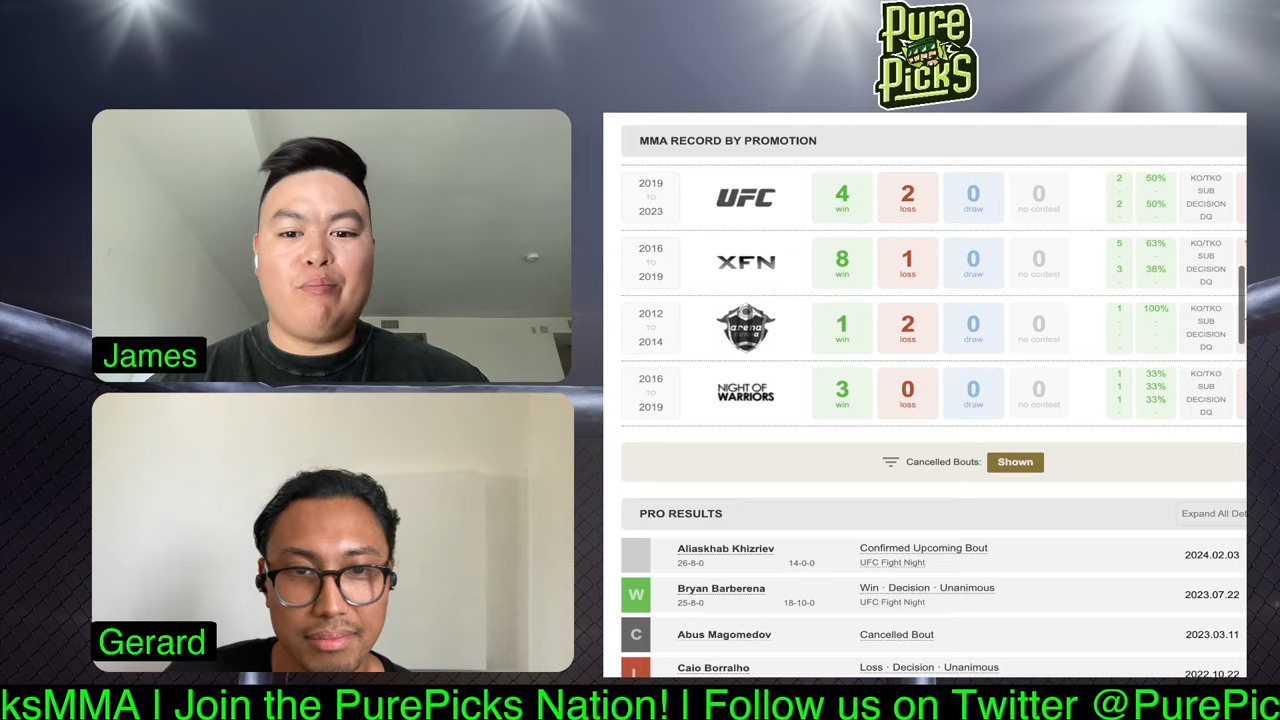 Pure
Picks
MMA RECORD BY PROMOTION
2019 TO 2023 UFC 4 win 2 loss 0 draw 0 no contest
2 50% KO/TKO
- - SUB
2 50% DECISION
- - DQ
2016 TO 2019 XFN 8 win 1 loss 0 draw 0 no contest
5 63% KO/TKO
- - SUB
3 38% DECISION
- - DQ
2012 TO 2014 arena 1 win 2 loss 0 draw 0 no contest
1 100% KO/TKO
- - SUB
- - DECISION
- - DQ
2016 TO 2019 NIGHT OF WARRIORS 3 win 0 loss 0 draw 0 no contest
1 33% KO/TKO
1 33% SUB
1 33% DECISION
- - DQ
Cancelled Bouts: Shown
PRO RESULTS Expand All Det
Aliaskhab Khizriev Confirmed Upcoming Bout 2024.02.03
26-8-0 14-0-0 UFC Fight Night
W Bryan Barberena Win · Decision · Unanimous 2023.07.22
25-8-0 18-10-0 UFC Fight Night
C Abus Magomedov Cancelled Bout 2023.03.11
L Caio Borralho Loss · Decision · Unanimous 2022.10.22
James
Gerard
ksMMA | Join the PurePicks Nation! | Follow us on Twitter @PurePic